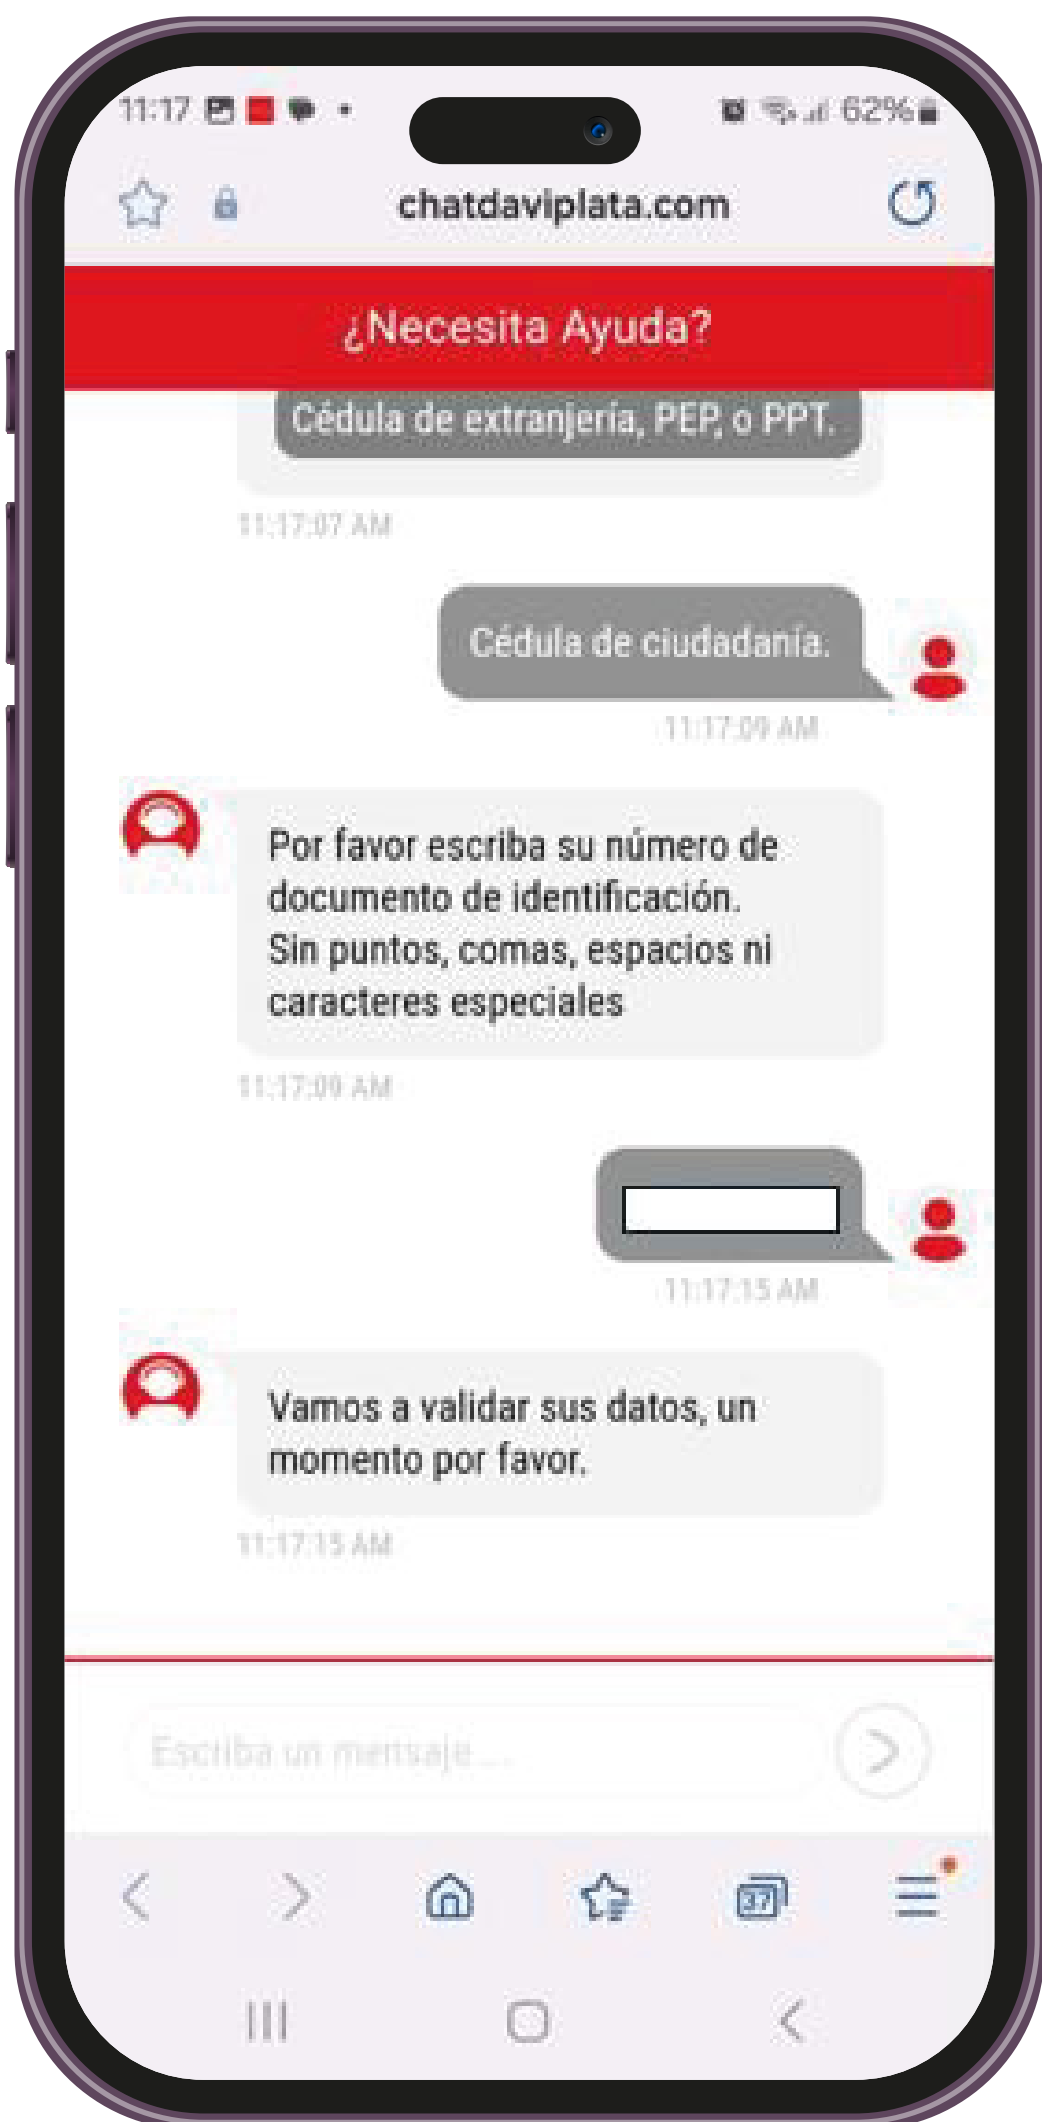 11:17
62%
chatdaviplata.com
¿Necesita Ayuda?
Cédula de extranjería, PEP, o PPT.
11:17:07 AM
Cédula de ciudadanía.
11:17:09 AM
Por favor escriba su número de
documento de identificación.
Sin puntos, comas, espacios ni
caracteres especiales
11:17:09 AM
11:17:15 AM
Vamos a validar sus datos, un
momento por favor.
11:17:15 AM
Escriba un mensaje ...
37